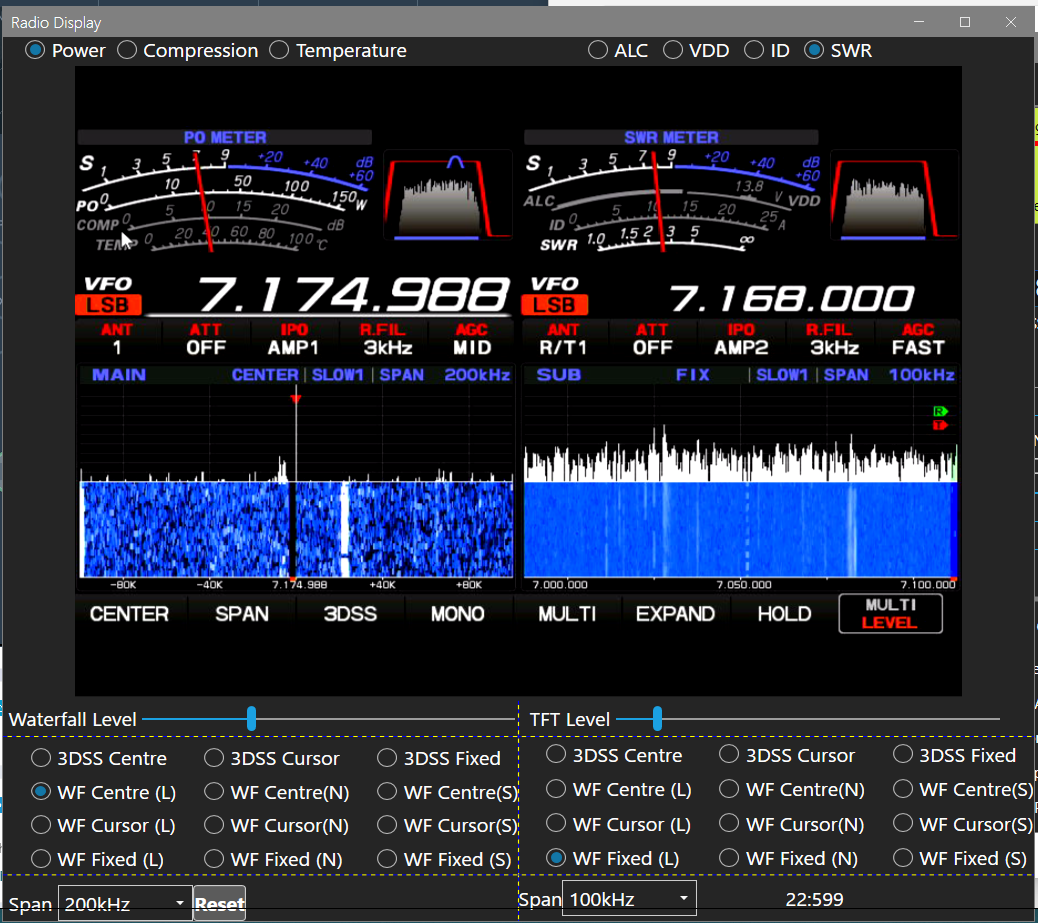 Radio Display
Power Compression Temperature ALC VDD ID SWR
PO METER SWR METER
S 1 3 5 7 9 +20 +40 dB +60
PO 0 10 50 100 150 W
COMP 0 5 10 15 20 dB
TEMP 0 20 40 60 80 100 °C
S 1 3 5 7 9 +20 +40 dB +60
ALC 13.8 V VDD
ID 0 5 10 15 20 25 A
SWR 1.0 1.5 2 3 5 ∞
VFO LSB 7.174.988
VFO LSB 7.168.000
ANT ATT IPO R.FIL AGC ANT ATT IPO R.FIL AGC
1 OFF AMP1 3kHz MID R/T1 OFF AMP2 3kHz FAST
MAIN CENTER | SLOW1 | SPAN 200kHz SUB FIX | SLOW1 | SPAN 100kHz
R
T
-80K -40K 7.174.988 +40K +80K 7.000.000 7.050.000 7.100.000
CENTER SPAN 3DSS MONO MULTI EXPAND HOLD MULTI
LEVEL
Waterfall Level TFT Level
3DSS Centre 3DSS Cursor 3DSS Fixed 3DSS Centre 3DSS Cursor 3DSS Fixed
WF Centre (L) WF Centre(N) WF Centre(S) WF Centre (L) WF Centre(N) WF Centre(S)
WF Cursor (L) WF Cursor(N) WF Cursor(S) WF Cursor (L) WF Cursor(N) WF Cursor(S)
WF Fixed (L) WF Fixed (N) WF Fixed (S) WF Fixed (L) WF Fixed (N) WF Fixed (S)
Span 200kHz Reset Span 100kHz 22:599